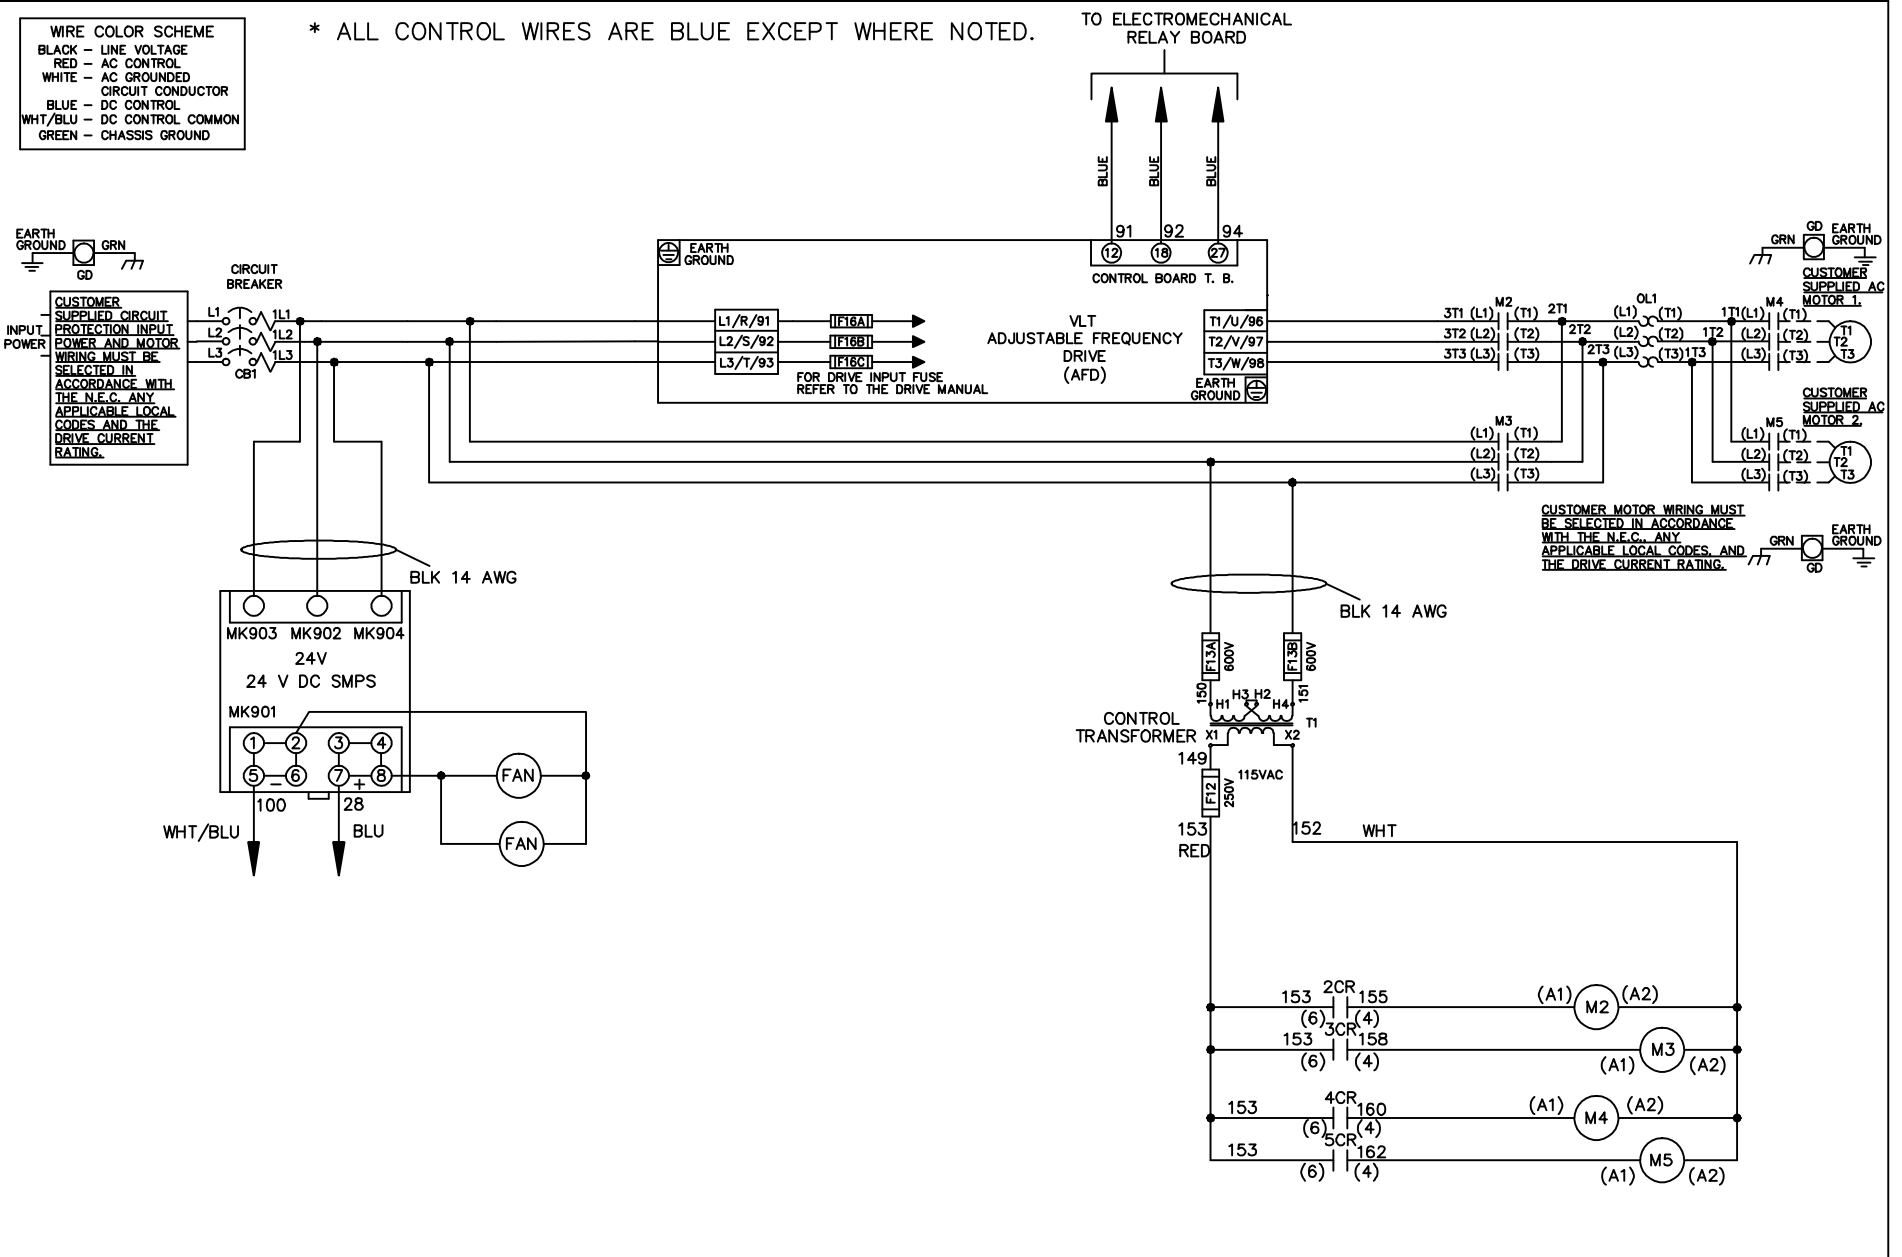 WIRE COLOR SCHEME
BLACK – LINE VOLTAGE
RED – AC CONTROL
WHITE – AC GROUNDED
CIRCUIT CONDUCTOR
BLUE – DC CONTROL
WHT/BLU – DC CONTROL COMMON
GREEN – CHASSIS GROUND
* ALL CONTROL WIRES ARE BLUE EXCEPT WHERE NOTED.
TO ELECTROMECHANICAL
RELAY BOARD
BLUE
BLUE
BLUE
91 92 94
12 18 27
CONTROL BOARD T. B.
EARTH
GROUND
GRN
GD
CIRCUIT
BREAKER
INPUT
POWER
CUSTOMER
SUPPLIED CIRCUIT
PROTECTION INPUT
POWER AND MOTOR
WIRING MUST BE
SELECTED IN
ACCORDANCE WITH
THE N.E.C. ANY
APPLICABLE LOCAL
CODES AND THE
DRIVE CURRENT
RATING.
L1 1L1
L2 1L2
L3 1L3
CB1
EARTH
GROUND
L1/R/91
L2/S/92
L3/T/93
F16A
F16B
F16C
FOR DRIVE INPUT FUSE
REFER TO THE DRIVE MANUAL
VLT
ADJUSTABLE FREQUENCY
DRIVE
(AFD)
T1/U/96
T2/V/97
T3/W/98
EARTH
GROUND
M2
3T1 (L1) (T1) 2T1
3T2 (L2) (T2) 2T2
3T3 (L3) (T3) 2T3
OL1
(L1) (T1) 1T1
(L2) (T2) 1T2
(L3) (T3) 1T3
M4
(L1) (T1)
(L2) (T2)
(L3) (T3)
T1
T2
T3
GRN
GD
EARTH
GROUND
CUSTOMER
SUPPLIED AC
MOTOR 1.
M3
(L1) (T1)
(L2) (T2)
(L3) (T3)
CUSTOMER
SUPPLIED AC
MOTOR 2.
M5
(L1) (T1)
(L2) (T2)
(L3) (T3)
T1
T2
T3
CUSTOMER MOTOR WIRING MUST
BE SELECTED IN ACCORDANCE
WITH THE N.E.C., ANY
APPLICABLE LOCAL CODES, AND
THE DRIVE CURRENT RATING.
GRN
GD
EARTH
GROUND
BLK 14 AWG
MK903 MK902 MK904
24V
24 V DC SMPS
MK901
1 2 3 4
5 – 6 7 + 8
100 28
WHT/BLU
BLU
FAN
FAN
BLK 14 AWG
F13A
600V
F13B
600V
150
151
H1 H3 H2 H4
T1
CONTROL
TRANSFORMER
X1 X2
149
115VAC
F12
250V
153
RED
152 WHT
2CR
153 155
(6) (4)
(A1) M2 (A2)
3CR
153 158
(6) (4)
(A1) M3 (A2)
4CR
153 160
(6) (4)
(A1) M4 (A2)
5CR
153 162
(6) (4)
(A1) M5 (A2)